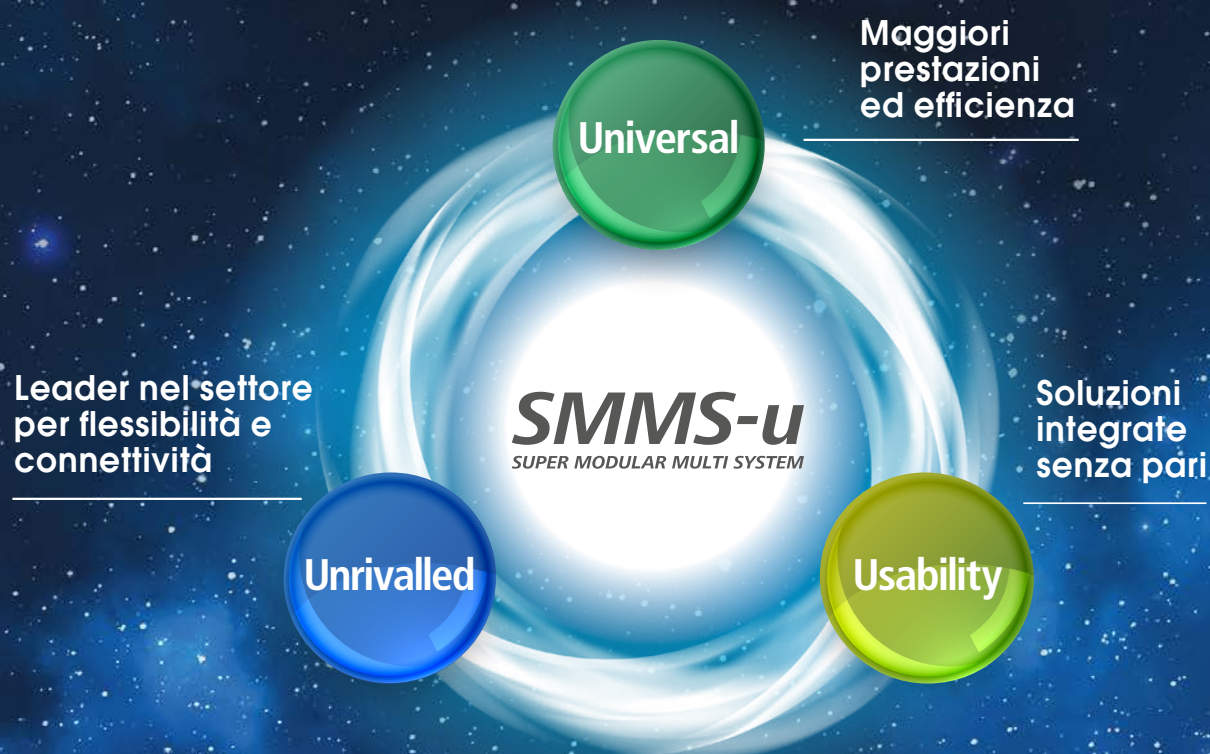 Maggiori
prestazioni
ed efficienza
Universal
Leader nel settore
per flessibilità e
connettività
SMMS-u
SUPER MODULAR MULTI SYSTEM
Soluzioni
integrate
senza pari
Unrivalled
Usability